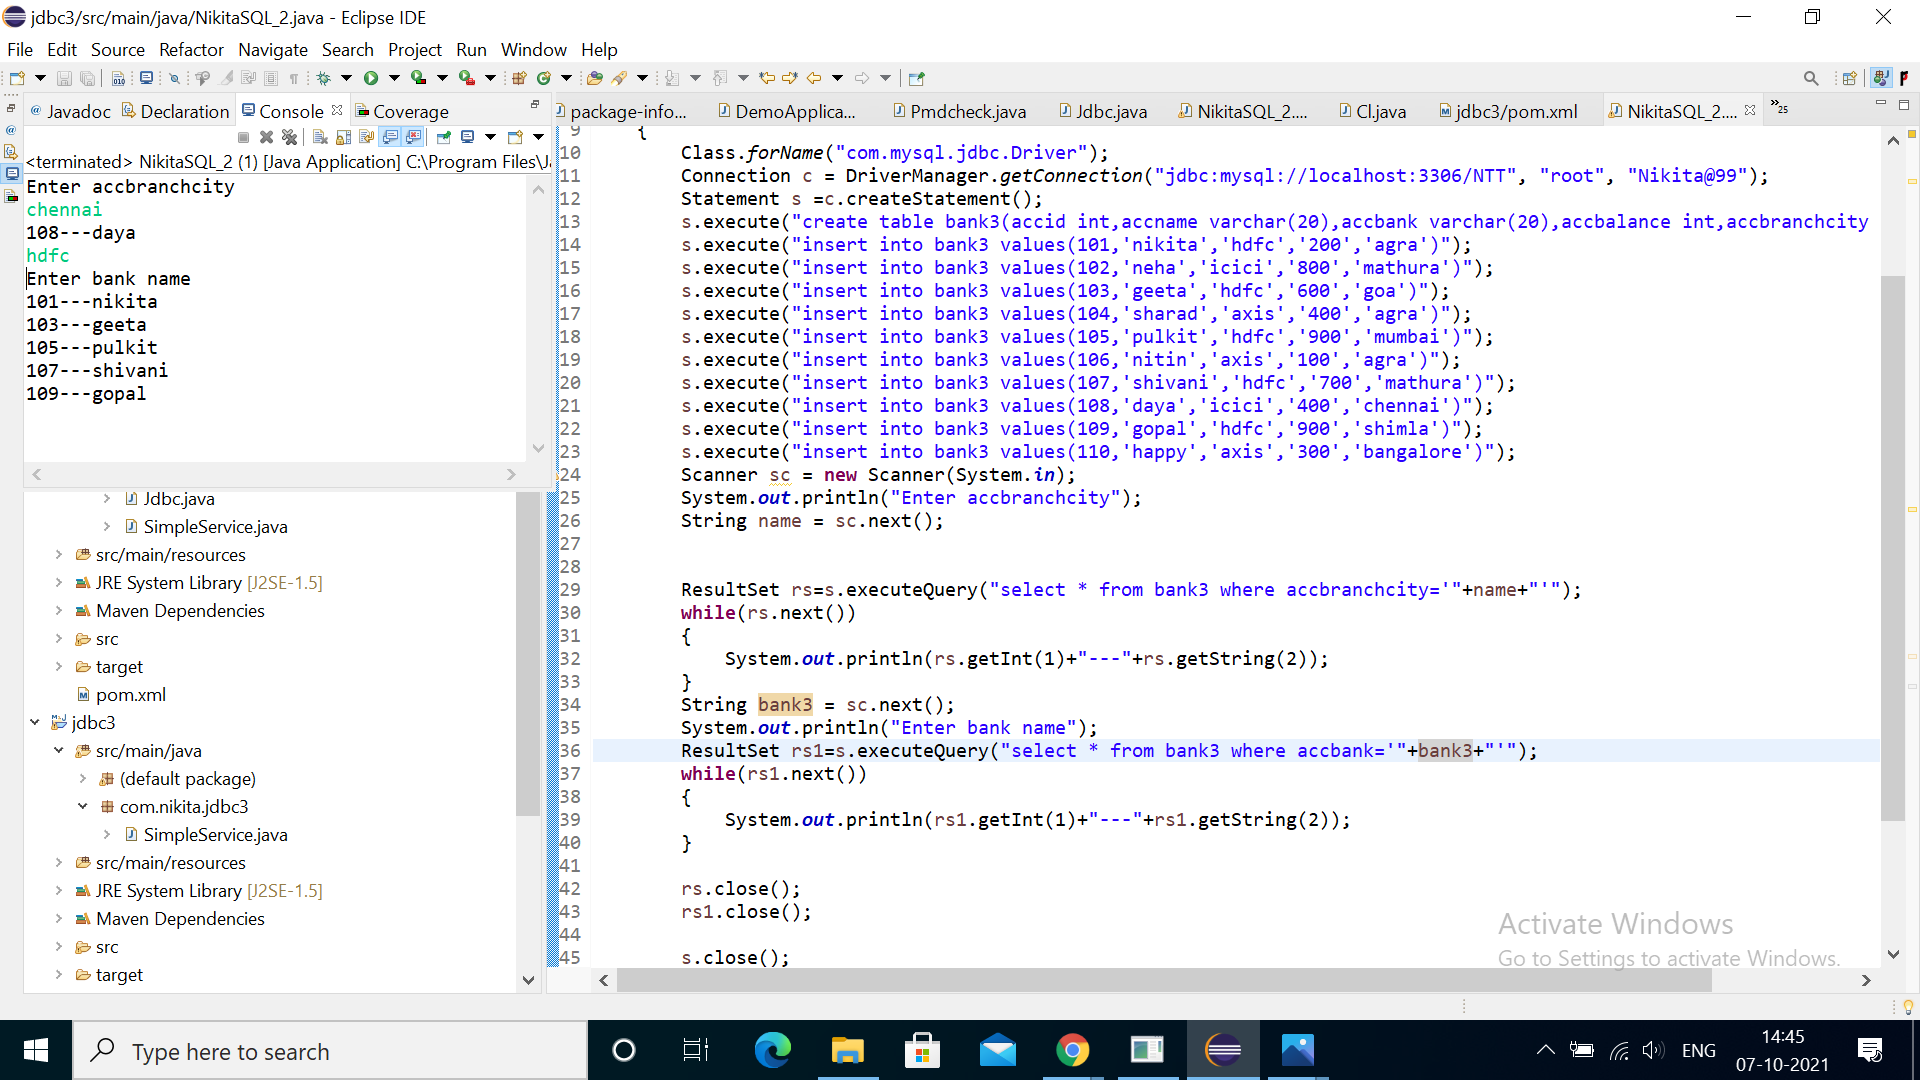 jdbc3/src/main/java/NikitaSQL_2.java - Eclipse IDE
File Edit Source Refactor Navigate Search Project Run Window Help
Javadoc Declaration Console Coverage
<terminated> NikitaSQL_2 (1) [Java Application] C:\Program Files\J
Enter accbranchcity
chennai
108---daya
hdfc
Enter bank name
101---nikita
103---geeta
105---pulkit
107---shivani
109---gopal
Jdbc.java
SimpleService.java
src/main/resources
JRE System Library [J2SE-1.5]
Maven Dependencies
src
target
pom.xml
jdbc3
src/main/java
(default package)
com.nikita.jdbc3
SimpleService.java
src/main/resources
JRE System Library [J2SE-1.5]
Maven Dependencies
src
target
package-info... DemoApplica... Pmdcheck.java Jdbc.java NikitaSQL_2.... Cl.java jdbc3/pom.xml NikitaSQL_2.... »25
9 {
10 Class.forName("com.mysql.jdbc.Driver");
11 Connection c = DriverManager.getConnection("jdbc:mysql://localhost:3306/NTT", "root", "Nikita@99");
12 Statement s =c.createStatement();
13 s.execute("create table bank3(accid int,accname varchar(20),accbank varchar(20),accbalance int,accbranchcity
14 s.execute("insert into bank3 values(101,'nikita','hdfc','200','agra')");
15 s.execute("insert into bank3 values(102,'neha','icici','800','mathura')");
16 s.execute("insert into bank3 values(103,'geeta','hdfc','600','goa')");
17 s.execute("insert into bank3 values(104,'sharad','axis','400','agra')");
18 s.execute("insert into bank3 values(105,'pulkit','hdfc','900','mumbai')");
19 s.execute("insert into bank3 values(106,'nitin','axis','100','agra')");
20 s.execute("insert into bank3 values(107,'shivani','hdfc','700','mathura')");
21 s.execute("insert into bank3 values(108,'daya','icici','400','chennai')");
22 s.execute("insert into bank3 values(109,'gopal','hdfc','900','shimla')");
23 s.execute("insert into bank3 values(110,'happy','axis','300','bangalore')");
24 Scanner sc = new Scanner(System.in);
25 System.out.println("Enter accbranchcity");
26 String name = sc.next();
27
28
29 ResultSet rs=s.executeQuery("select * from bank3 where accbranchcity='"+name+"'");
30 while(rs.next())
31 {
32 System.out.println(rs.getInt(1)+"---"+rs.getString(2));
33 }
34 String bank3 = sc.next();
35 System.out.println("Enter bank name");
36 ResultSet rs1=s.executeQuery("select * from bank3 where accbank='"+bank3+"'");
37 while(rs1.next())
38 {
39 System.out.println(rs1.getInt(1)+"---"+rs1.getString(2));
40 }
41
42 rs.close();
43 rs1.close();
44
45 s.close();
Activate Windows
Go to Settings to activate Windows.
Type here to search
ENG
14:45
07-10-2021